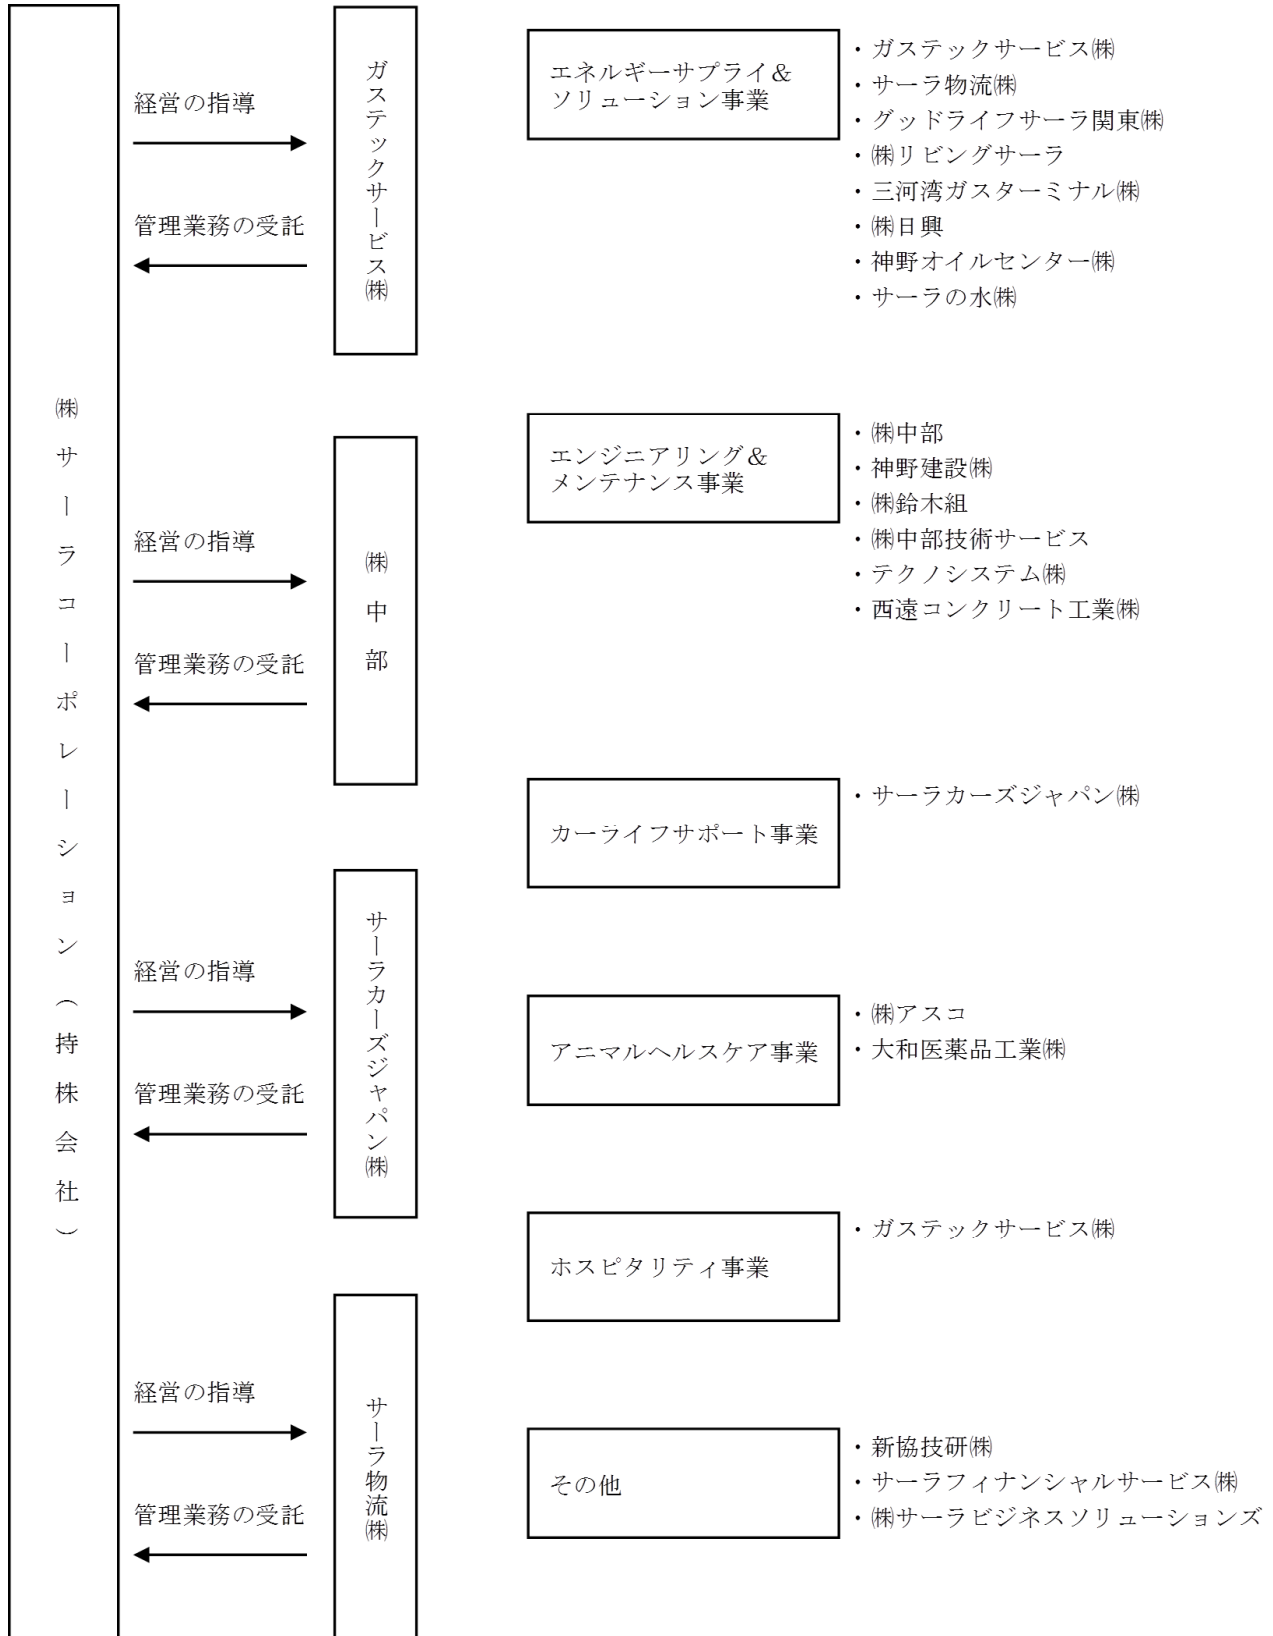 ㈱サーラコーポレーション（持株会社）
経営の指導
管理業務の受託
ガステックサービス㈱
経営の指導
管理業務の受託
㈱中部
経営の指導
管理業務の受託
サーラカーズジャパン㈱
経営の指導
管理業務の受託
サーラ物流㈱
エネルギーサプライ＆
ソリューション事業
・ガステックサービス㈱
・サーラ物流㈱
・グッドライフサーラ関東㈱
・㈱リビングサーラ
・三河湾ガスターミナル㈱
・㈱日興
・神野オイルセンター㈱
・サーラの水㈱
エンジニアリング＆
メンテナンス事業
・㈱中部
・神野建設㈱
・㈱鈴木組
・㈱中部技術サービス
・テクノシステム㈱
・西遠コンクリート工業㈱
カーライフサポート事業
・サーラカーズジャパン㈱
アニマルヘルスケア事業
・㈱アスコ
・大和医薬品工業㈱
ホスピタリティ事業
・ガステックサービス㈱
その他
・新協技研㈱
・サーラフィナンシャルサービス㈱
・㈱サーラビジネスソリューションズ